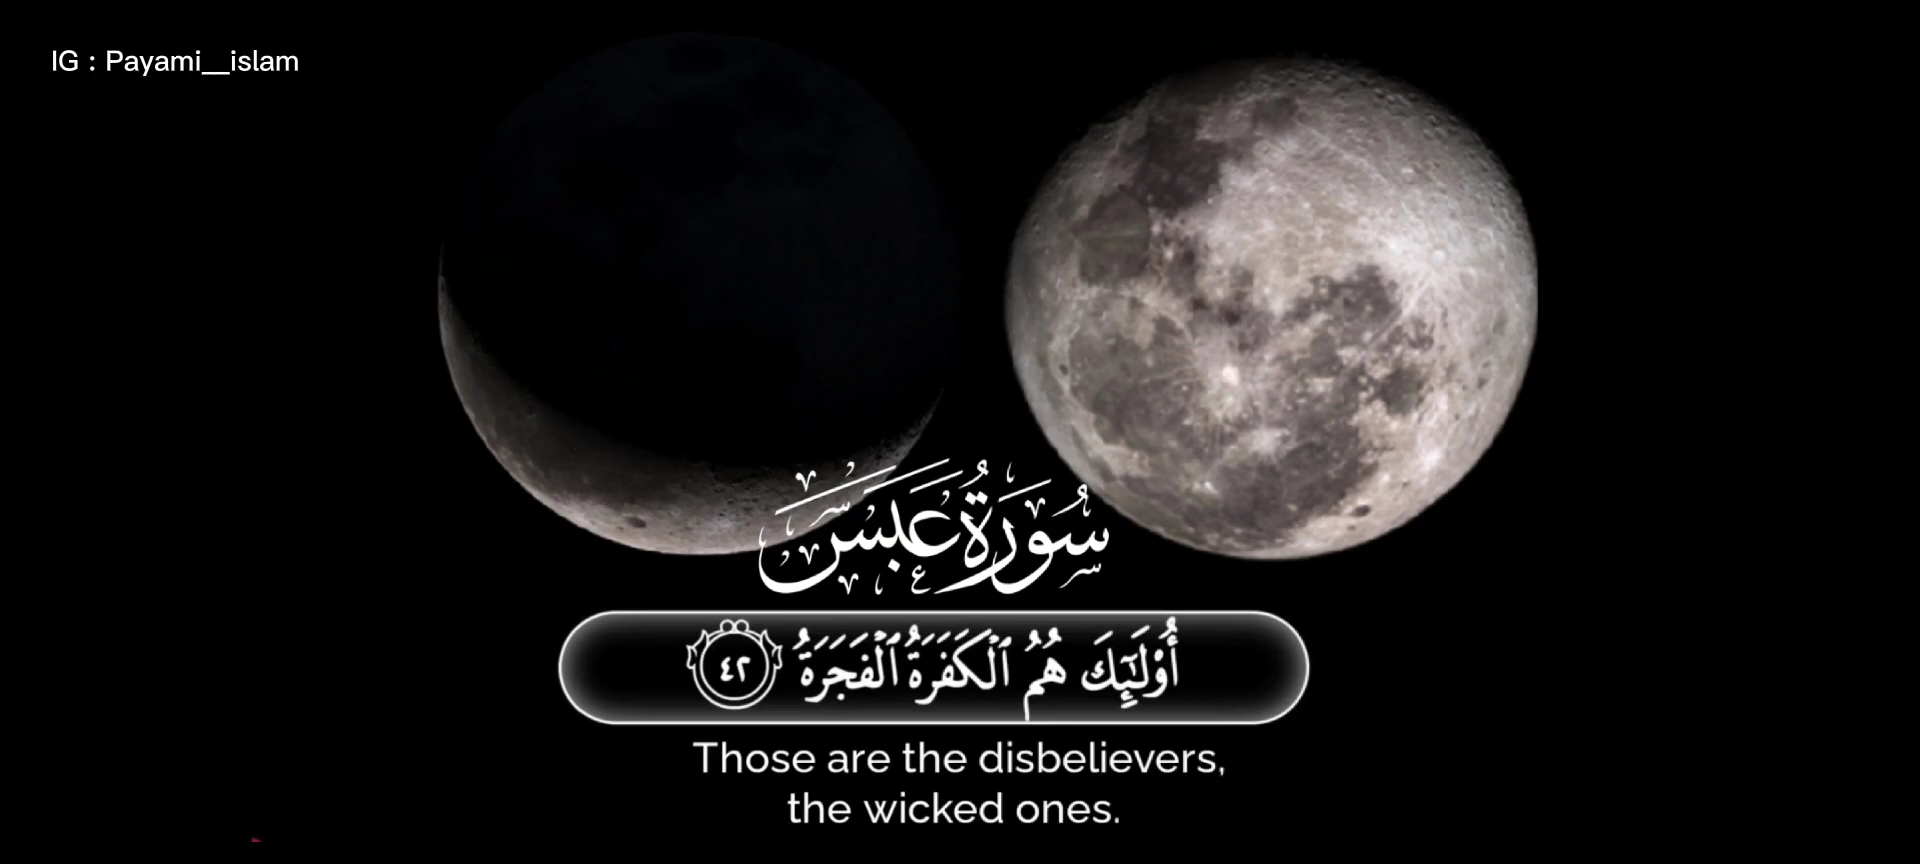 IG : Payami__islam
سُورَةُ عَبَسَ
أُوْلَٰٓئِكَ هُمُ ٱلْكَفَرَةُ ٱلْفَجَرَةُ ٤٢
Those are the disbelievers,
the wicked ones.